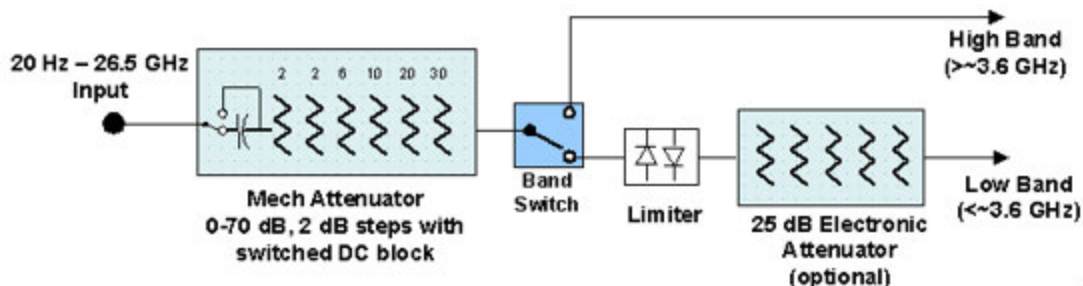 20 Hz – 26.5 GHz
Input
2 2 6 10 20 30
Mech Attenuator
0-70 dB, 2 dB steps with
switched DC block
Band
Switch
Limiter
High Band
(>~3.6 GHz)
25 dB Electronic
Attenuator
(optional)
Low Band
(<~3.6 GHz)